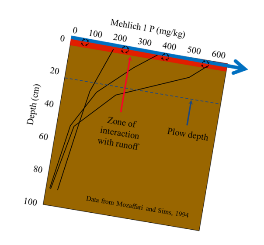 Mehlich 1 P (mg/kg)
0 100 200 300 400 500 600
0
20
40
60
80
100
Depth (cm)
Zone of
interaction
with runoff
Plow depth
Data from Mozaffari and Sims, 1994